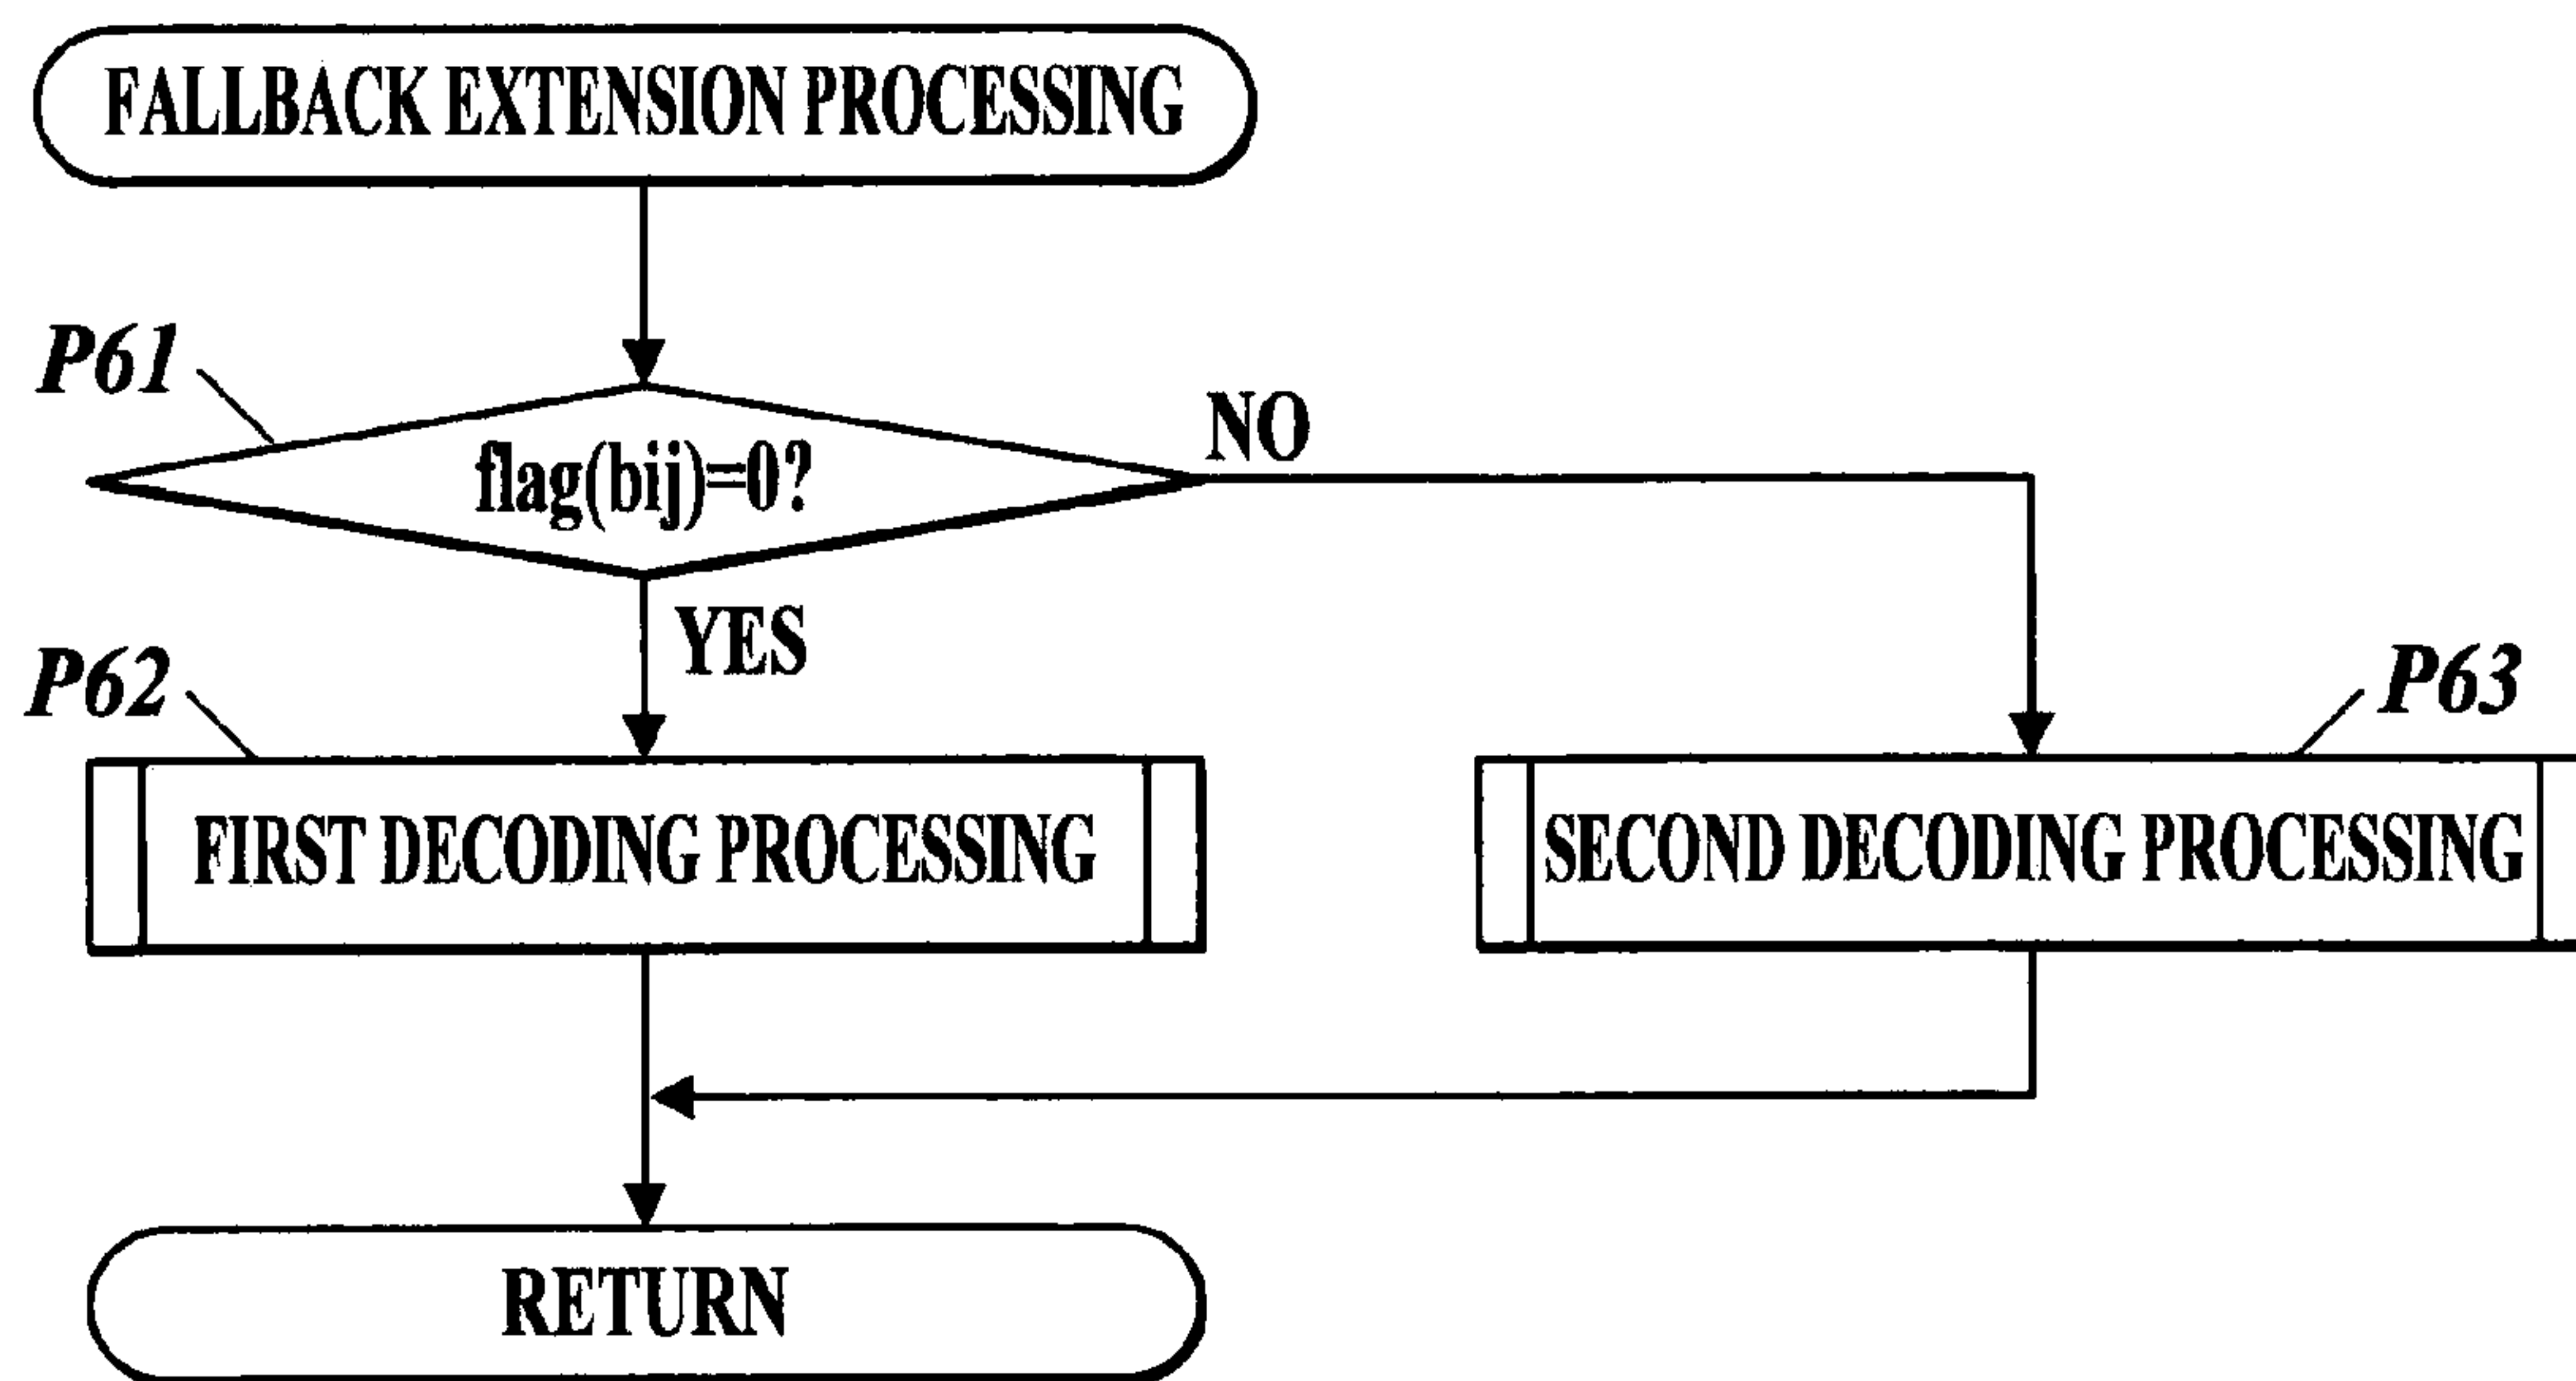 FALLBACK EXTENSION PROCESSING
P61
flag(bij)=0?
NO
YES
P62
P63
FIRST DECODING PROCESSING
SECOND DECODING PROCESSING
RETURN